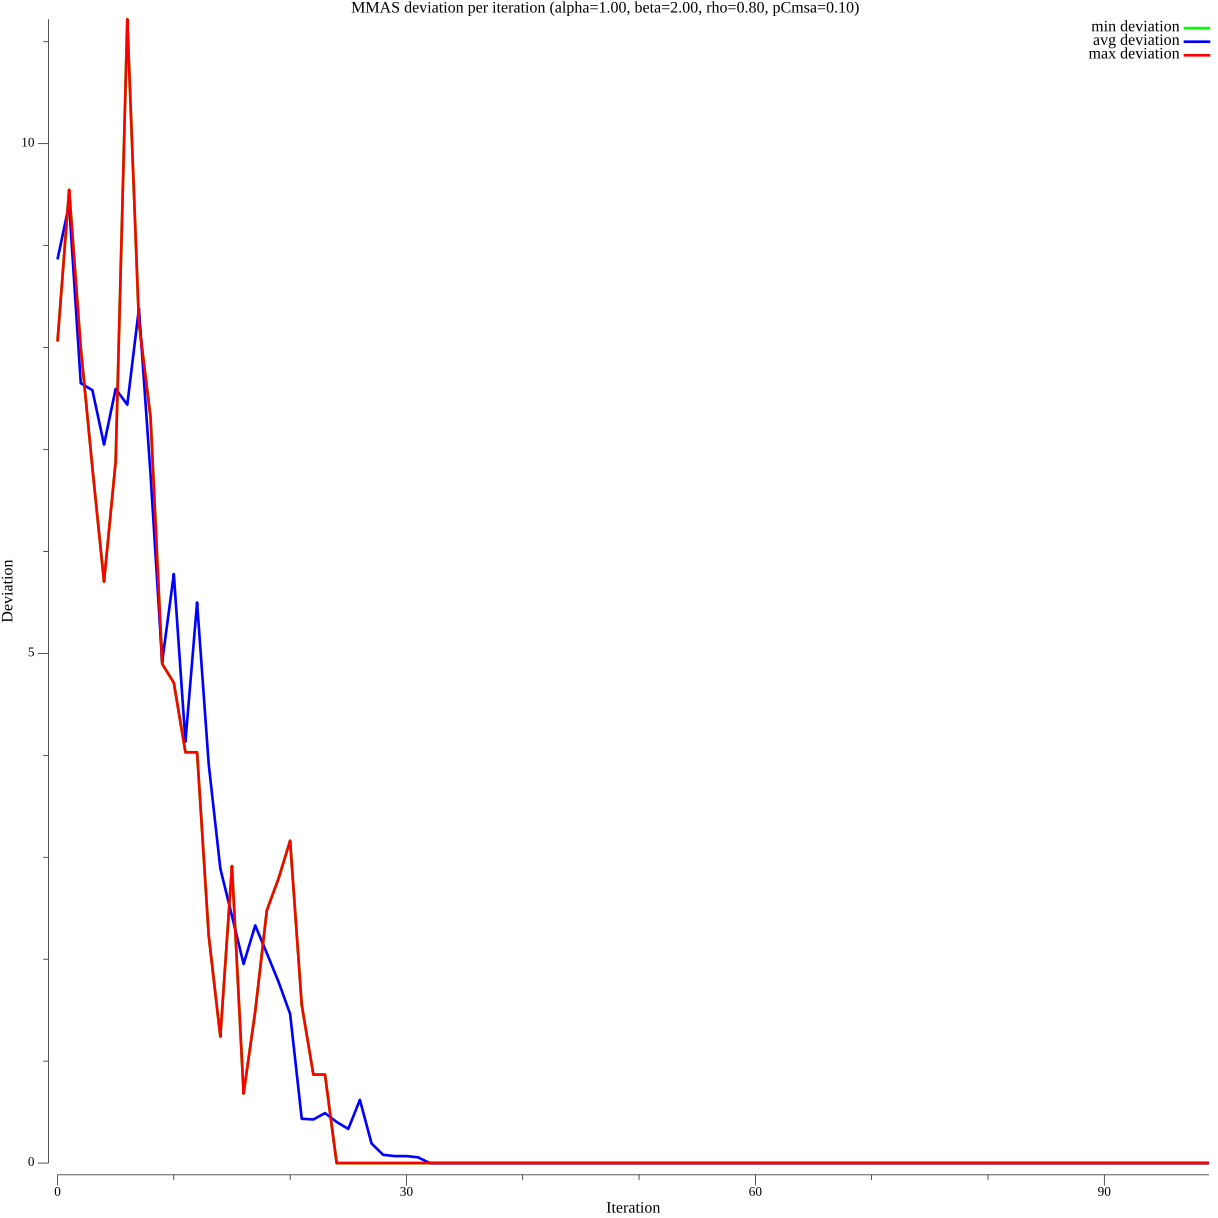 MMAS deviation per iteration (alpha=1.00, beta=2.00, rho=0.80, pCmsa=0.10)
min deviation
avg deviation
max deviation
10
5
0
Deviation
0 30 60 90
Iteration